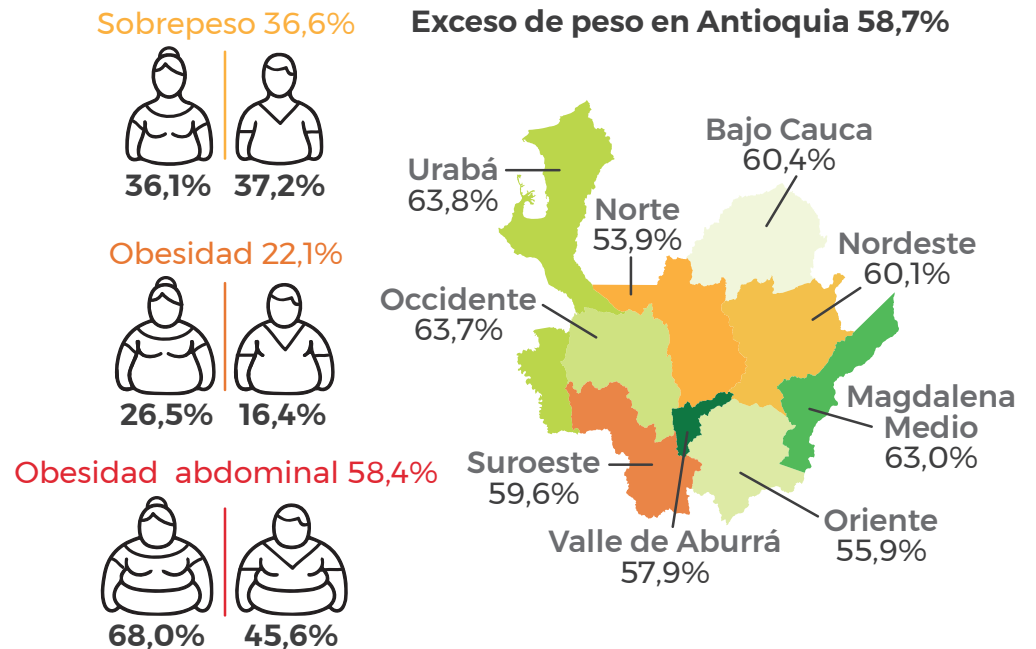 Sobrepeso 36,6%
36,1% 37,2%
Obesidad 22,1%
26,5% 16,4%
Obesidad abdominal 58,4%
68,0% 45,6%
Exceso de peso en Antioquia 58,7%
Bajo Cauca
60,4%
Urabá
63,8%
Norte
53,9%
Nordeste
60,1%
Occidente
63,7%
Magdalena
Medio
63,0%
Suroeste
59,6%
Oriente
55,9%
Valle de Aburrá
57,9%